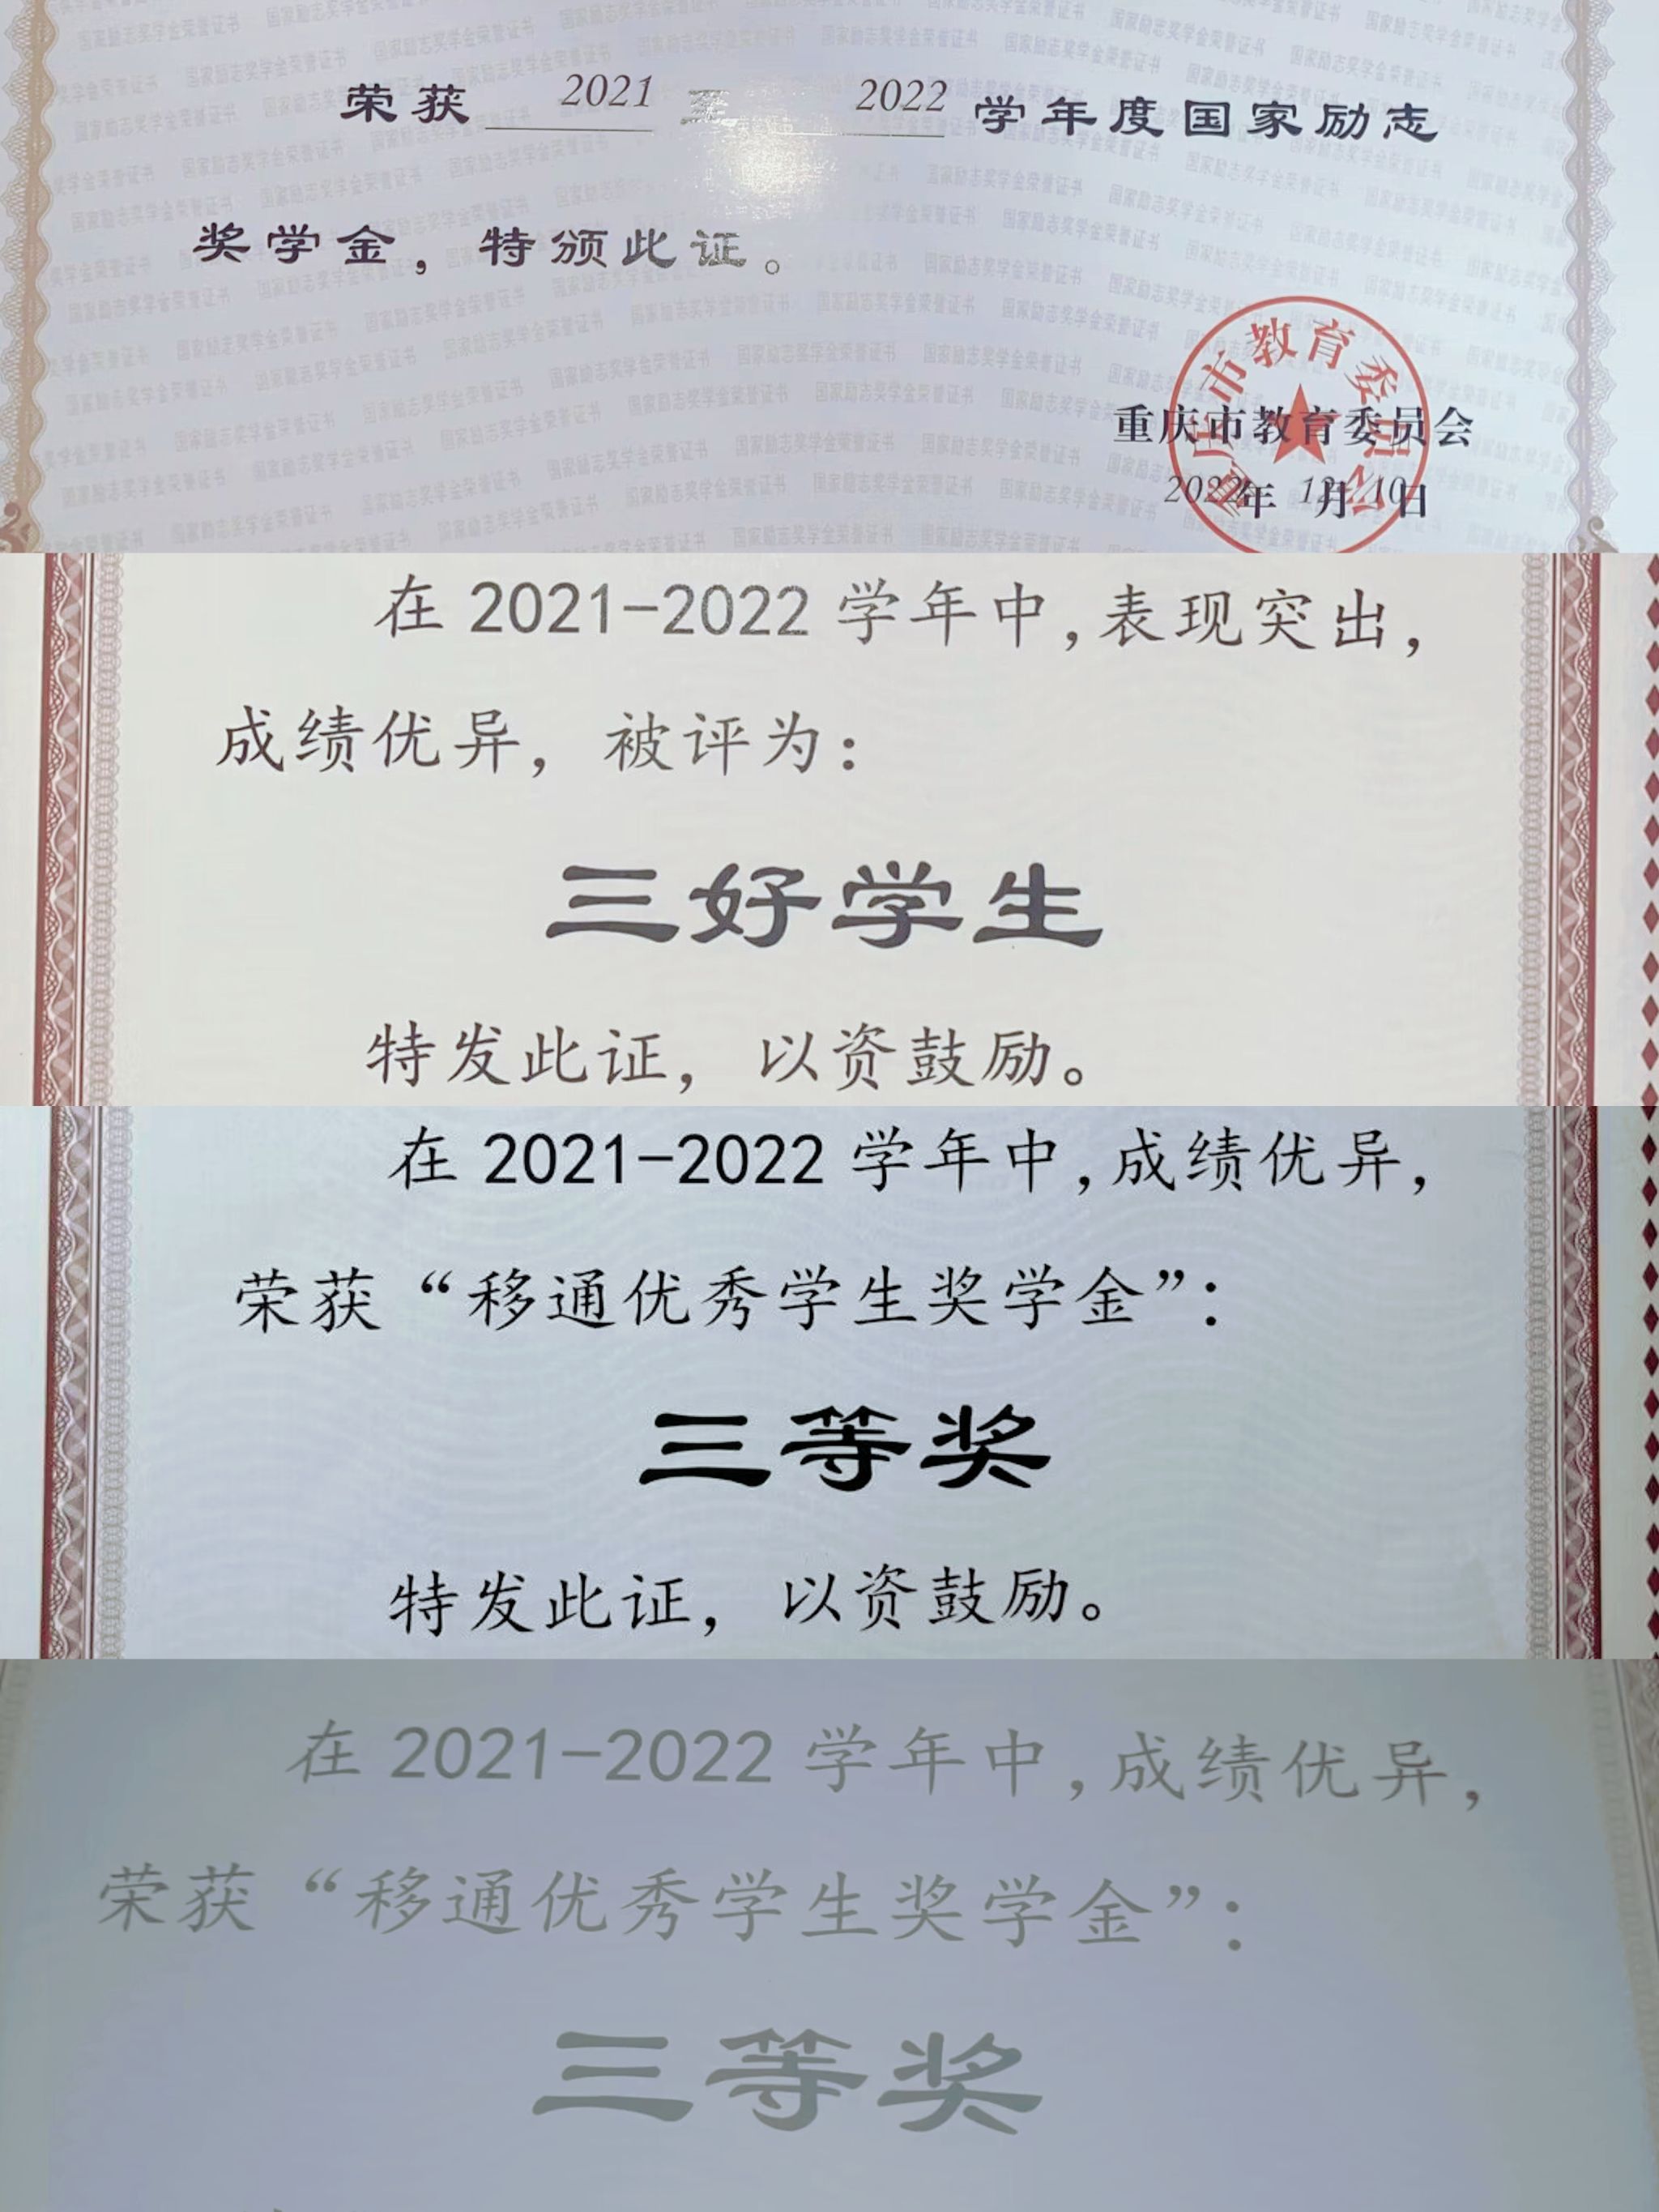 荣获 2021 至 2022 学年度国家励志
奖学金，特颁此证。
重庆市教育委员会
2022年 12月 10日
在 2021-2022 学年中,表现突出,
成绩优异，被评为：
三好学生
特发此证，以资鼓励。
在 2021-2022 学年中,成绩优异,
荣获“移通优秀学生奖学金”：
三等奖
特发此证，以资鼓励。
在 2021-2022 学年中,成绩优异,
荣获“移通优秀学生奖学金”：
三等奖